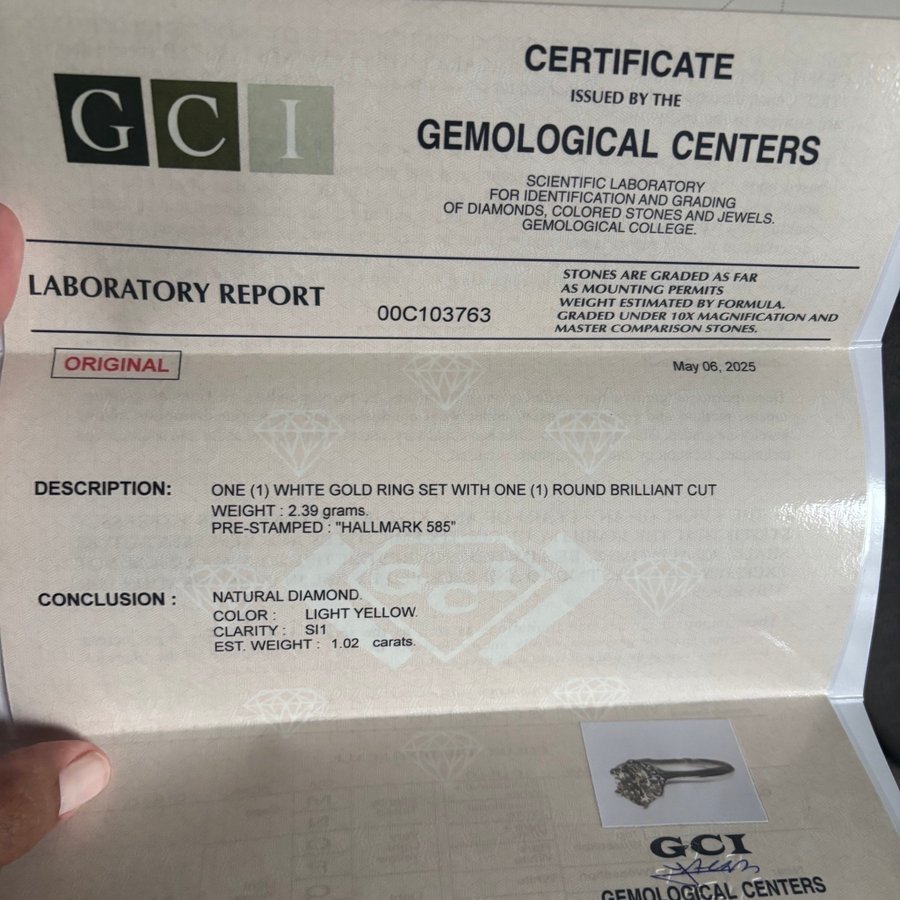 GCI
CERTIFICATE
ISSUED BY THE
GEMOLOGICAL CENTERS
SCIENTIFIC LABORATORY
FOR IDENTIFICATION AND GRADING
OF DIAMONDS, COLORED STONES AND JEWELS.
GEMOLOGICAL COLLEGE.
LABORATORY REPORT
00C103763
STONES ARE GRADED AS FAR
AS MOUNTING PERMITS
WEIGHT ESTIMATED BY FORMULA.
GRADED UNDER 10X MAGNIFICATION AND
MASTER COMPARISON STONES.
ORIGINAL
May 06, 2025
DESCRIPTION: ONE (1) WHITE GOLD RING SET WITH ONE (1) ROUND BRILLIANT CUT
WEIGHT : 2.39 grams.
PRE-STAMPED : "HALLMARK 585"
GCI
CONCLUSION : NATURAL DIAMOND.
COLOR : LIGHT YELLOW.
CLARITY : SI1
EST. WEIGHT : 1.02 carats.
GCI
GEMOLOGICAL CENTERS